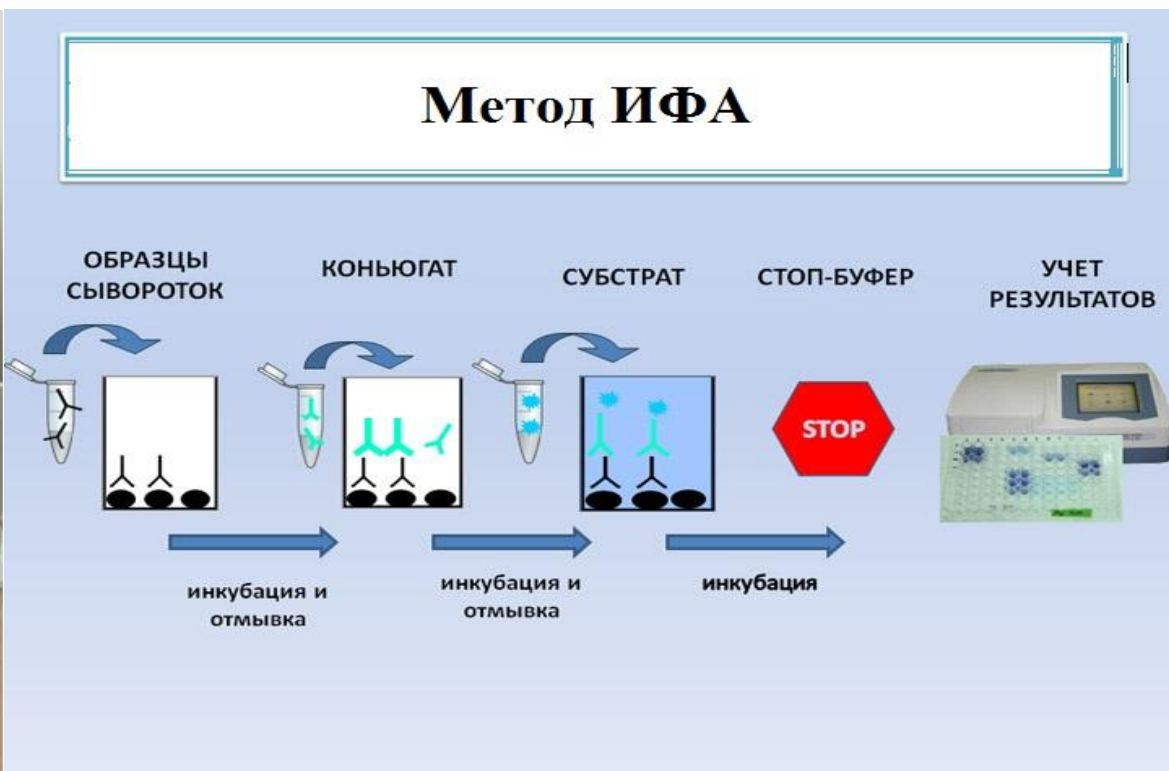 Метод ИФА
ОБРАЗЦЫ
СЫВОРОТОК
КОНЬЮГАТ
СУБСТРАТ
СТОП-БУФЕР
УЧЕТ
РЕЗУЛЬТАТОВ
STOP
инкубация и
отмывка
инкубация и
отмывка
инкубация